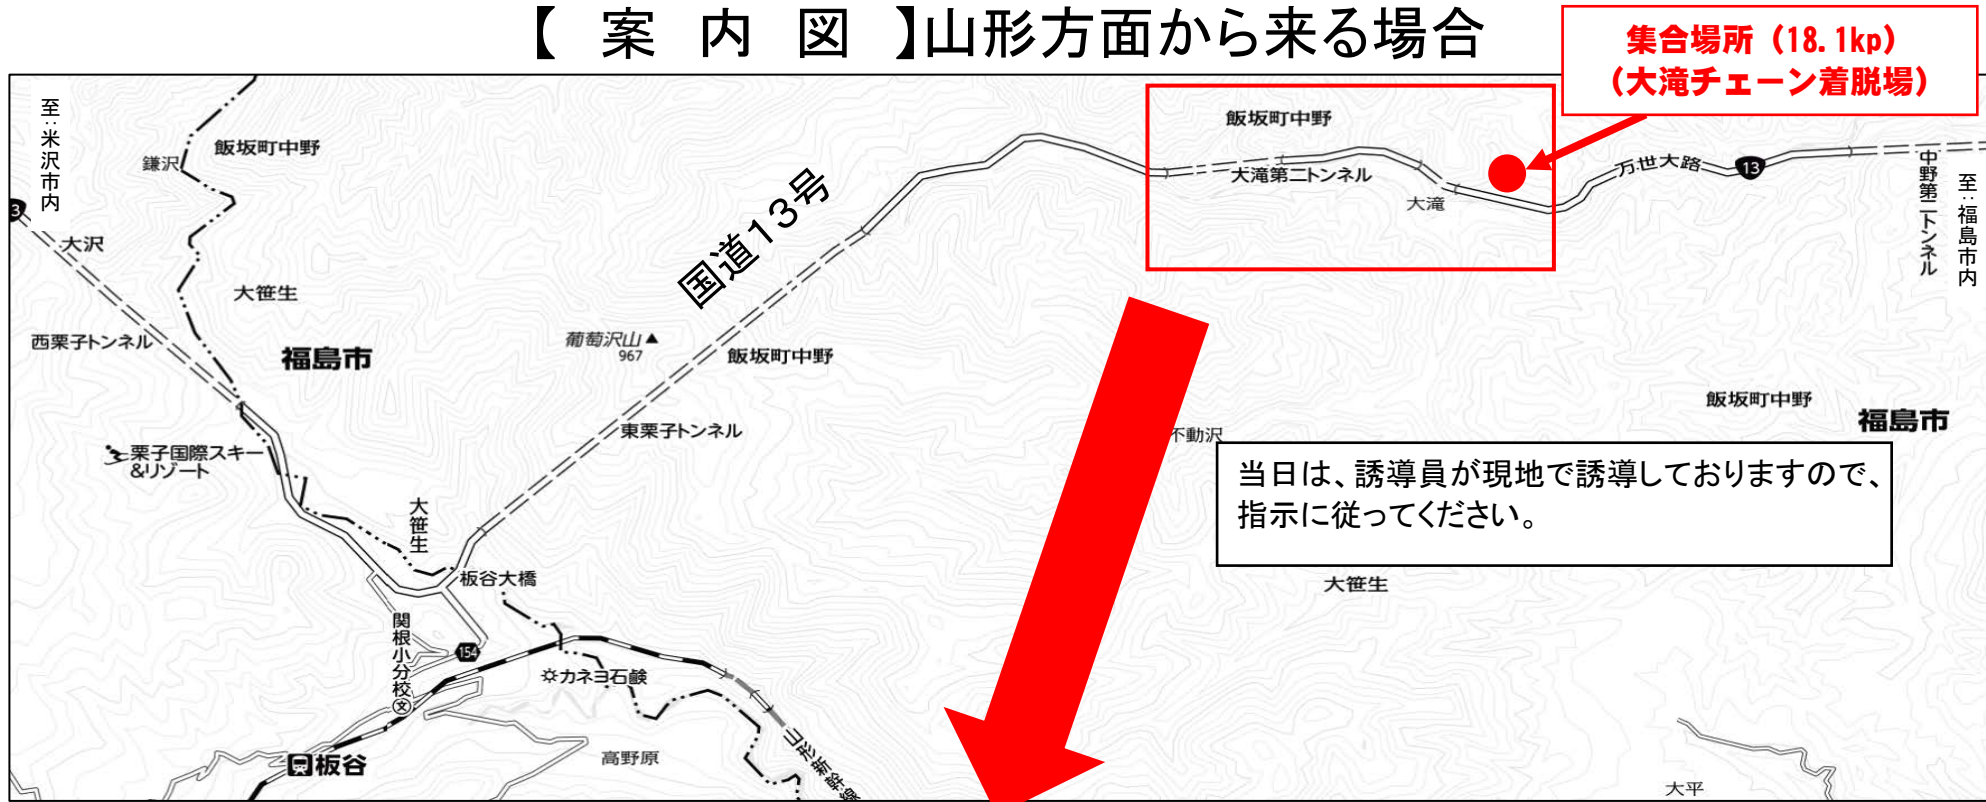 【 案 内 図 】山形方面から来る場合
集合場所（18.1kp）
（大滝チェーン着脱場）
至:米沢市内
飯坂町中野
鎌沢
飯坂町中野
大滝第二トンネル
大滝
万世大路
13
中野第二トンネル
至:福島市内
3
大沢
国道13号
大笹生
西栗子トンネル
福島市
葡萄沢山
967
飯坂町中野
飯坂町中野
福島市
東栗子トンネル
不動沢
栗子国際スキー
&リゾート
当日は、誘導員が現地で誘導しておりますので、
指示に従ってください。
大笹生
板谷大橋
大笹生
関根小分校
文
154
カネヨ石鹸
山形新幹線
高野原
板谷
大平